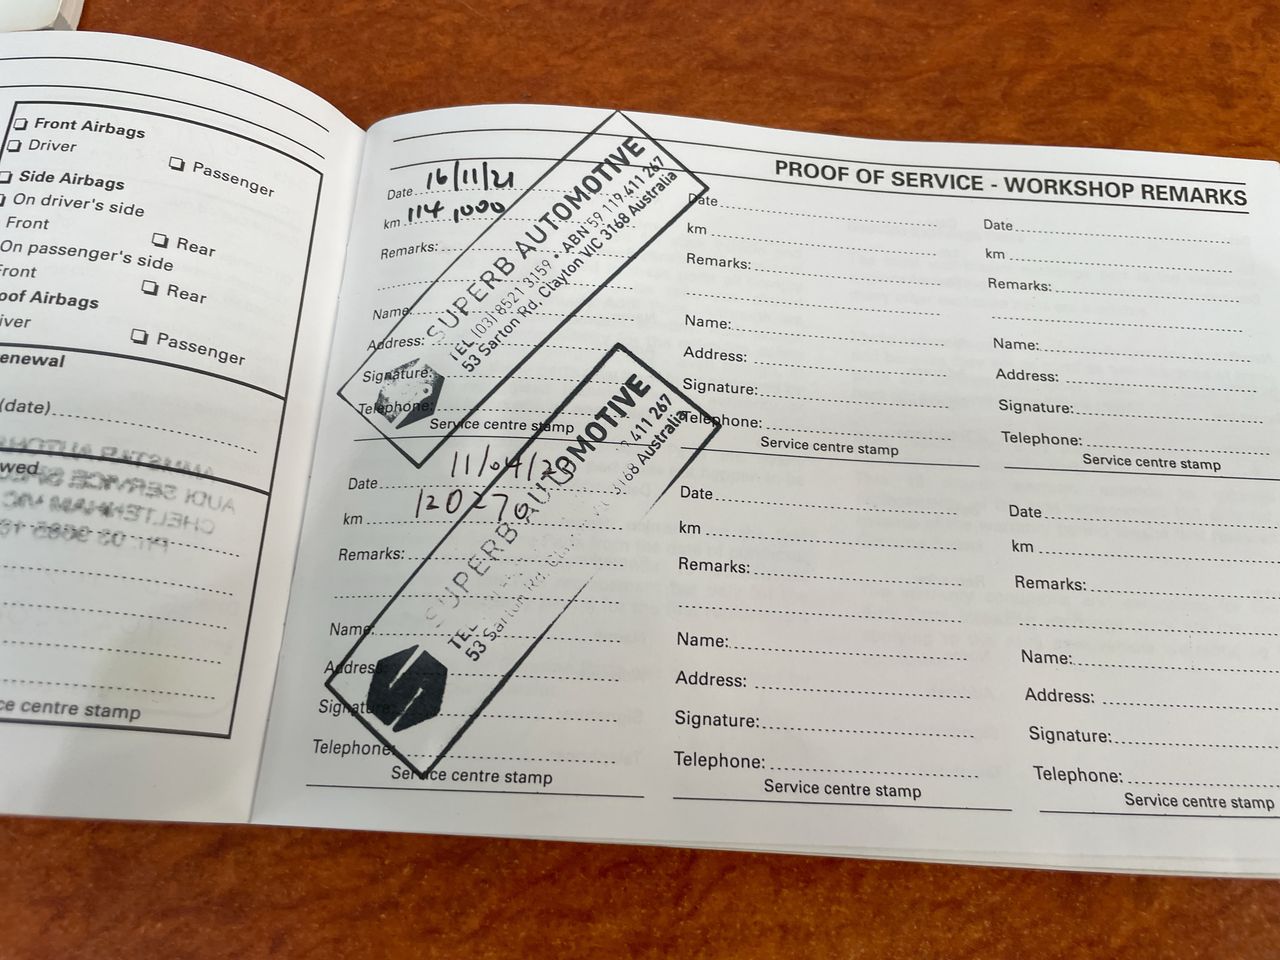 Front Airbags
Driver
Passenger
Side Airbags
On driver's side
Front
Rear
On passenger's side
Front
Rear
oof Airbags
iver
Passenger
enewal
(date)
wed
ce centre stamp
PROOF OF SERVICE - WORKSHOP REMARKS
Date 16/11/21
km 114 1000
Remarks:
Name:
Address:
Signature:
Telephone:
Service centre stamp
SUPERB AUTOMOTIVE
TEL (03) 8521 3159 • ABN 59 119 411 267
53 Sarton Rd, Clayton VIC 3168 Australia
Date 11/04/
km 120270
Remarks:
Name:
Address:
Signature:
Telephone:
Service centre stamp
SUPERB AUTOMOTIVE
TEL 411 267
53 Sarton Rd, 3168 Australia
Date
km
Remarks:
Name:
Address:
Signature:
Telephone:
Service centre stamp
Date
km
Remarks:
Name:
Address:
Signature:
Telephone:
Service centre stamp
Date
km
Remarks:
Name:
Address:
Signature:
Telephone:
Service centre stamp
Date
km
Remarks:
Name:
Address:
Signature:
Telephone:
Service centre stamp